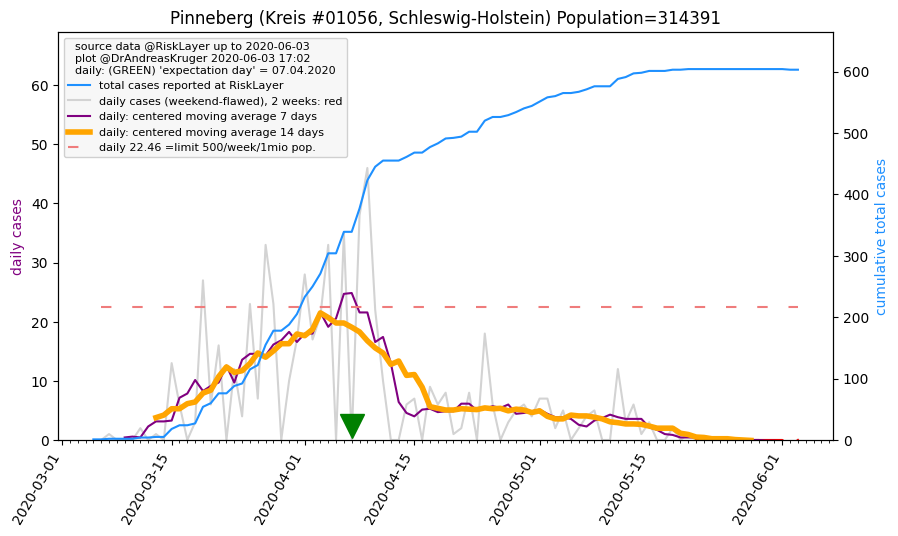 Pinneberg (Kreis #01056, Schleswig-Holstein) Population=314391
source data @RiskLayer up to 2020-06-03
plot @DrAndreasKruger 2020-06-03 17:02
daily: (GREEN) 'expectation day' = 07.04.2020
total cases reported at RiskLayer
daily cases (weekend-flawed), 2 weeks: red
daily: centered moving average 7 days
daily: centered moving average 14 days
daily 22.46 =limit 500/week/1mio pop.
daily cases
60
50
40
30
20
10
0
cumulative total cases
600
500
400
300
200
100
0
2020-03-01
2020-03-15
2020-04-01
2020-04-15
2020-05-01
2020-05-15
2020-06-01